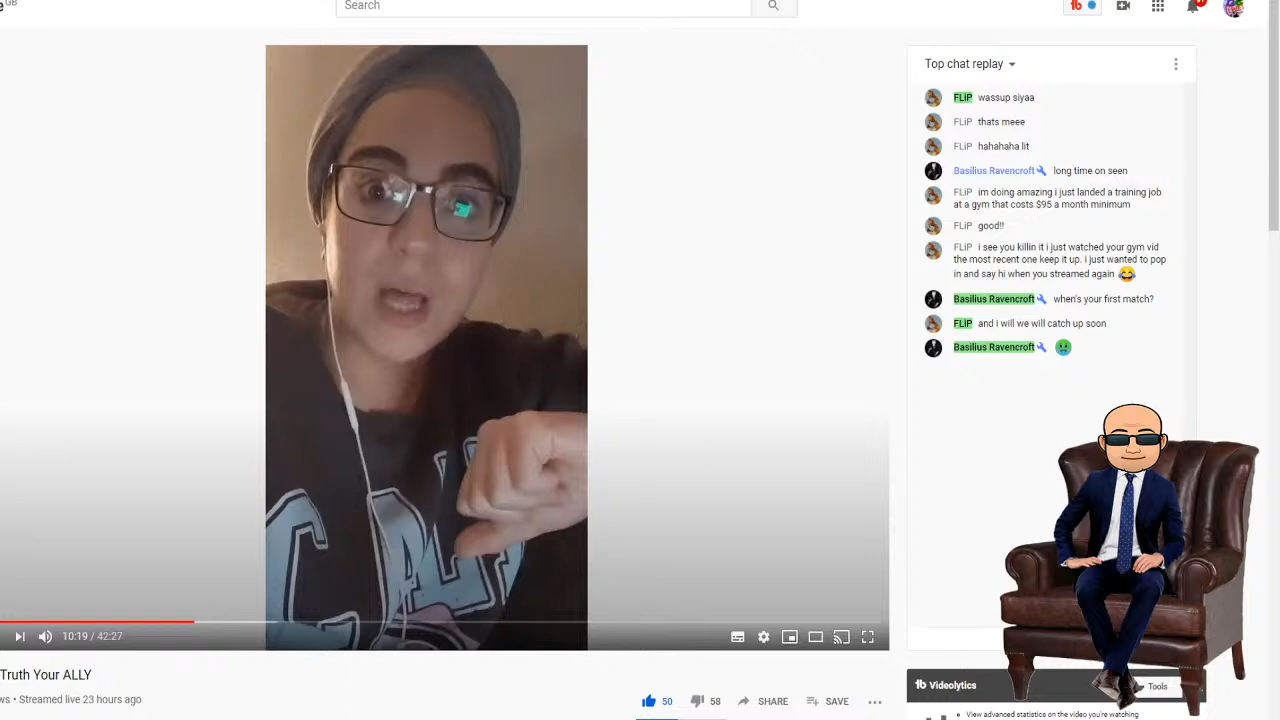 GB
Search
Top chat replay
FLiP wassup siyaa
FLiP thats meee
FLiP hahahaha lit
Basilius Ravencroft long time on seen
FLiP im doing amazing i just landed a training job
at a gym that costs $95 a month minimum
FLiP good!!
FLiP i see you killin it i just watched your gym vid
the most recent one keep it up. i just wanted to pop
in and say hi when you streamed again 😂
Basilius Ravencroft when's your first match?
FLiP and i will we will catch up soon
Basilius Ravencroft
CALI
10:19 / 42:27
Truth Your ALLY
ws • Streamed live 23 hours ago
50
58
SHARE
SAVE
tb Videolytics
Tools
View advanced statistics on the video you're watching